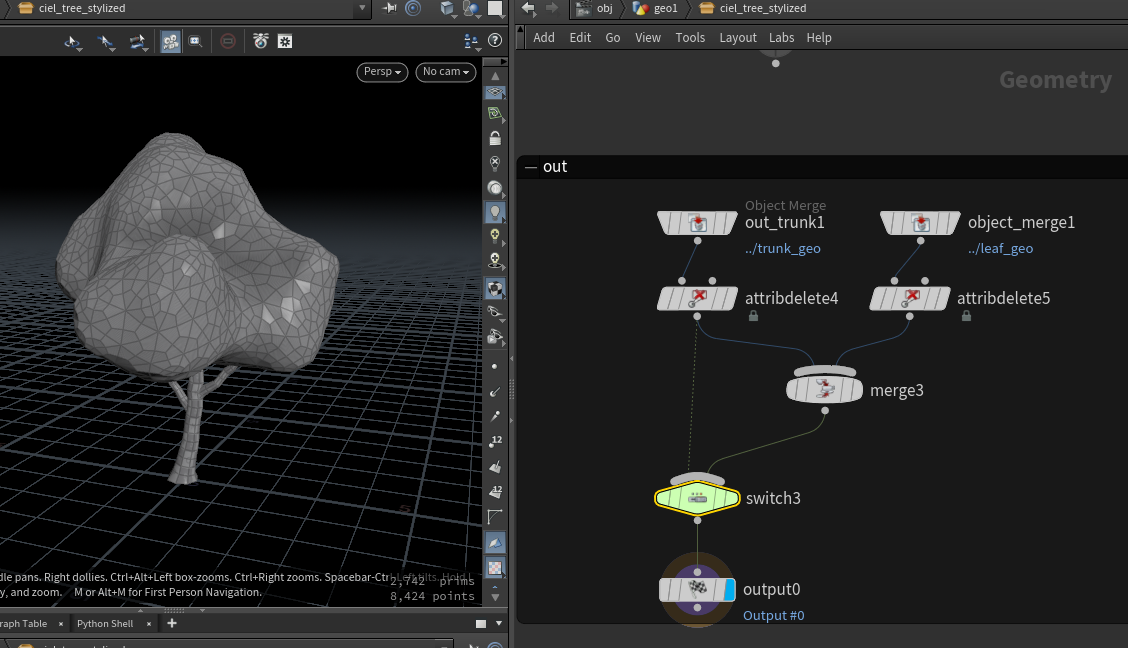 ciel_tree_stylized
obj
geo1
ciel_tree_stylized
Add Edit Go View Tools Layout Labs Help
Persp
No cam
Geometry
out
Object Merge
out_trunk1
../trunk_geo
object_merge1
../leaf_geo
attribdelete4
attribdelete5
merge3
12
12
switch3
dle pans. Right dollies. Ctrl+Alt+Left box-zooms. Ctrl+Right zooms. Spacebar-Ctrl-Left
2,742 prims
y, and zoom. M or Alt+M for First Person Navigation.
8,424 points
output0
Output #0
raph Table
Python Shell